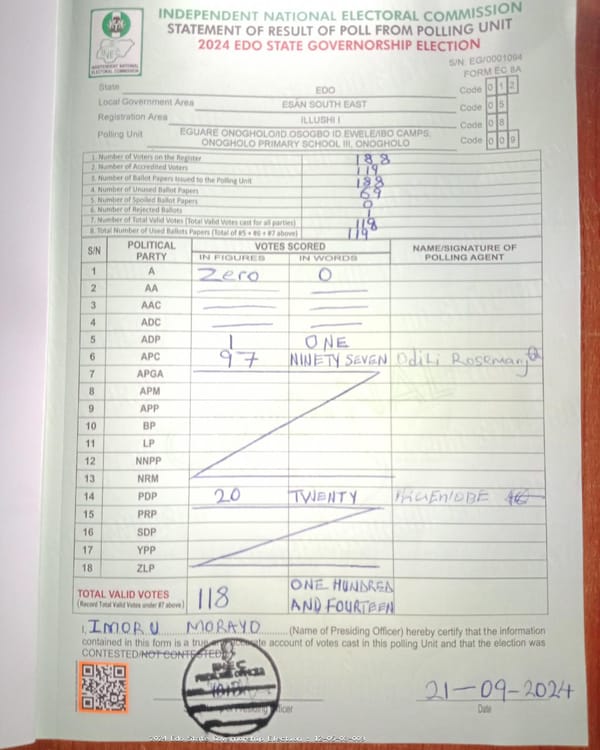 INDEPENDENT NATIONAL ELECTORAL COMMISSION
STATEMENT OF RESULT OF POLL FROM POLLING UNIT
2024 EDO STATE GOVERNORSHIP ELECTION
INEC
INDEPENDENT NATIONAL ELECTORAL COMMISSION
S/N: EG/0001094
FORM EC 8A
State EDO Code 0 1 2
Local Government Area ESAN SOUTH EAST Code 0 5
Registration Area ILLUSHI I Code 0 8
Polling Unit EGUARE ONOGHOLO/ID.OSOGBO ID EWELE/IBO CAMPS, ONOGHOLO PRIMARY SCHOOL III, ONOGHOLO Code 0 0 9
1. Number of Voters on the Register 188
2. Number of Accredited Voters 119
3. Number of Ballot Papers Issued to the Polling Unit 188
4. Number of Unused Ballot Papers 69
5. Number of Spoiled Ballot Papers 0
6. Number of Rejected Ballots 1
7. Number of Total Valid Votes (Total Valid Votes cast for all parties) 118
8. Total Number of Used Ballots Papers (Total of #5 + #6 + #7 above) 119
S/N POLITICAL PARTY VOTES SCORED NAME/SIGNATURE OF POLLING AGENT
IN FIGURES IN WORDS
1 A Zero 0
2 AA
3 AAC
4 ADC
5 ADP 1 ONE
6 APC 97 NINETY SEVEN Odili Rosemary
7 APGA
8 APM
9 APP
10 BP
11 LP
12 NNPP
13 NRM
14 PDP 20 TWENTY
15 PRP
16 SDP
17 YPP
18 ZLP
TOTAL VALID VOTES 118 ONE HUNDRED AND FOURTEEN
(Record Total Valid Votes under #7 above)
I, IMORU MORAYO (Name of Presiding Officer) hereby certify that the information
contained in this form is a true account of votes cast in this polling Unit and that the election was
CONTESTED/NOT CONTESTED
21-09-2024
Date
2024 Edo State Governorship Election - 12-05-08-009